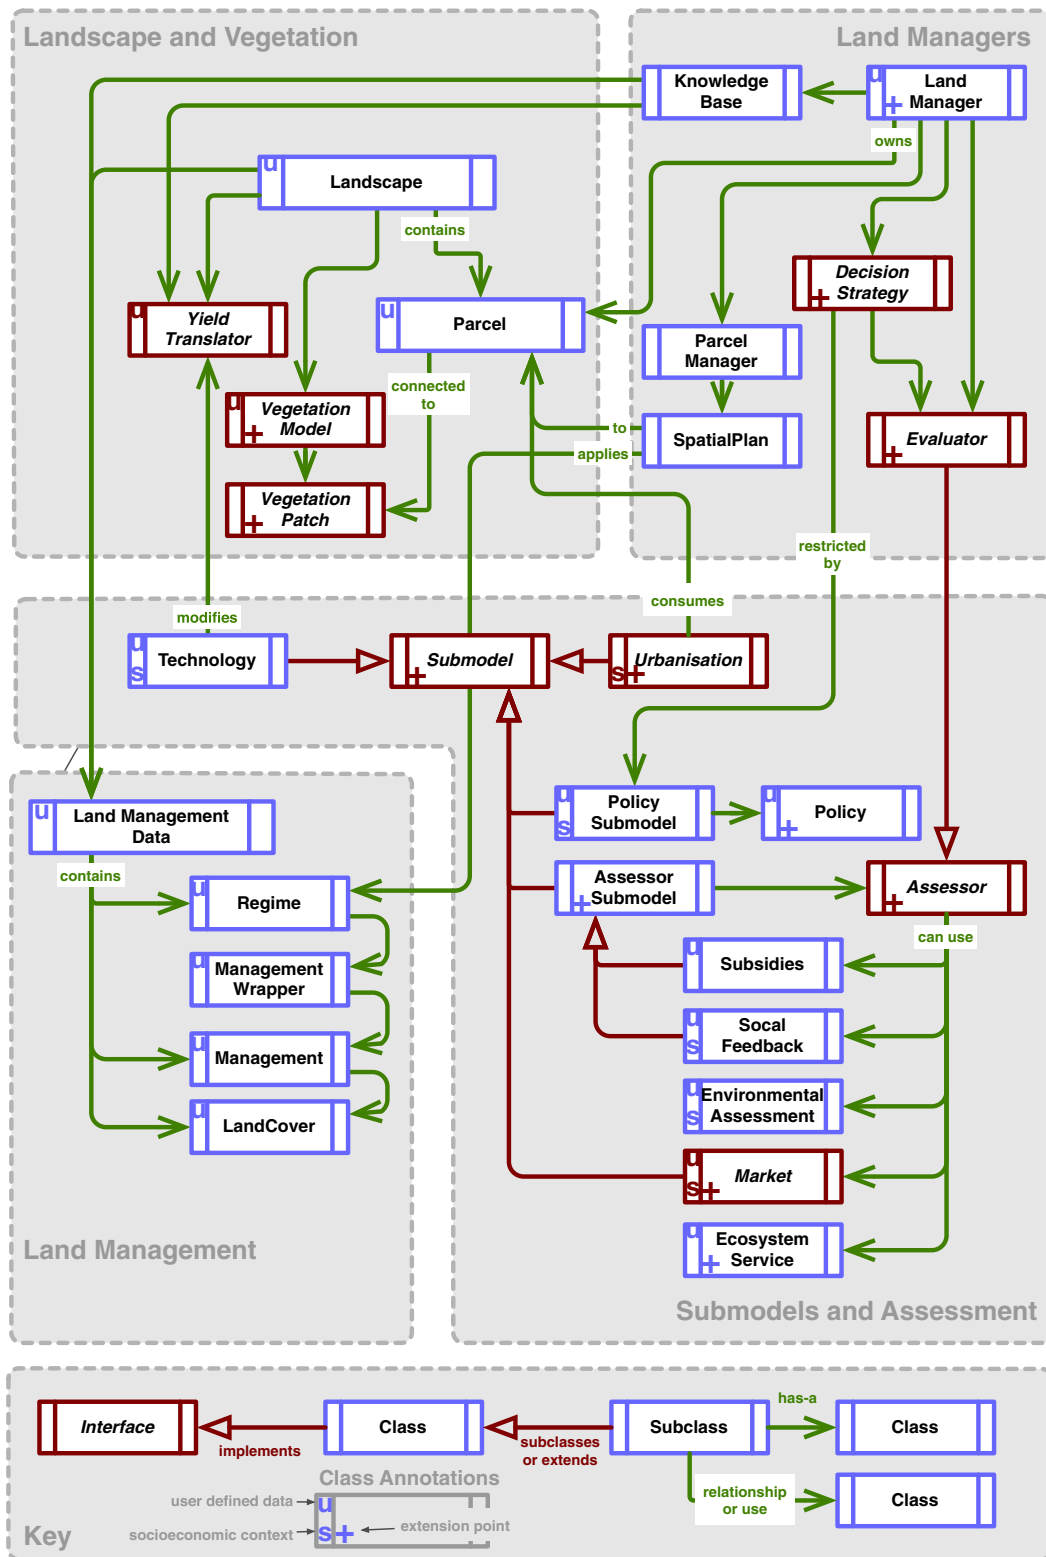 Landscape and Vegetation
Land Managers
Knowledge
Base
u
+
Land
Manager
owns
u
Landscape
contains
u
Yield
Translator
u
Parcel
Decision
Strategy
+
Parcel
Manager
connected
to
u
+
Vegetation
Model
to
SpatialPlan
applies
Evaluator
+
Vegetation
Patch
+
restricted
by
modifies
consumes
u
s
Technology
Submodel
+
Urbanisation
s+
u
Land Management
Data
contains
u
s
Policy
Submodel
u
+
Policy
u
Regime
Assessor
Submodel
+
Assessor
+
can use
u
Management
Wrapper
u
Subsidies
u
Management
u
s
Socal
Feedback
u
LandCover
u
s
Environmental
Assessment
u
s+
Market
u
+
Ecosystem
Service
Land Management
Submodels and Assessment
Interface
implements
Class
subclasses
or extends
Subclass
has-a
Class
relationship
or use
Class
Class Annotations
user defined data
u
socioeconomic context
s+
extension point
Key